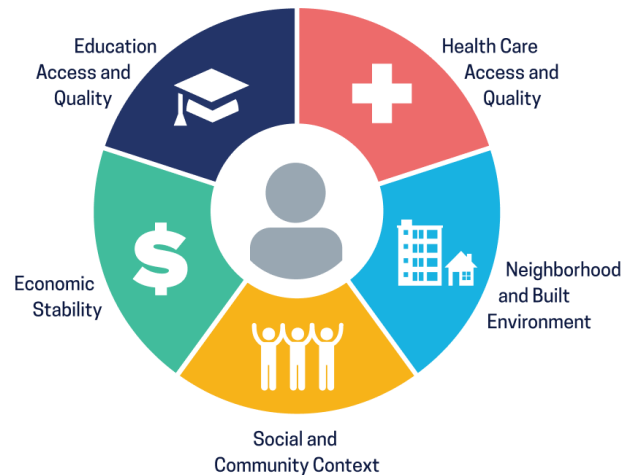 Education
Access and
Quality
Health Care
Access and
Quality
Economic
Stability
Neighborhood
and Built
Environment
Social and
Community Context